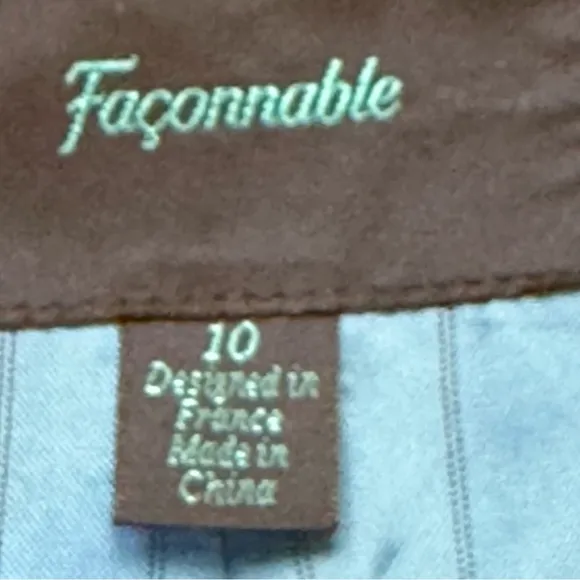 Façonnable
10
Designed in
France
Made in
China